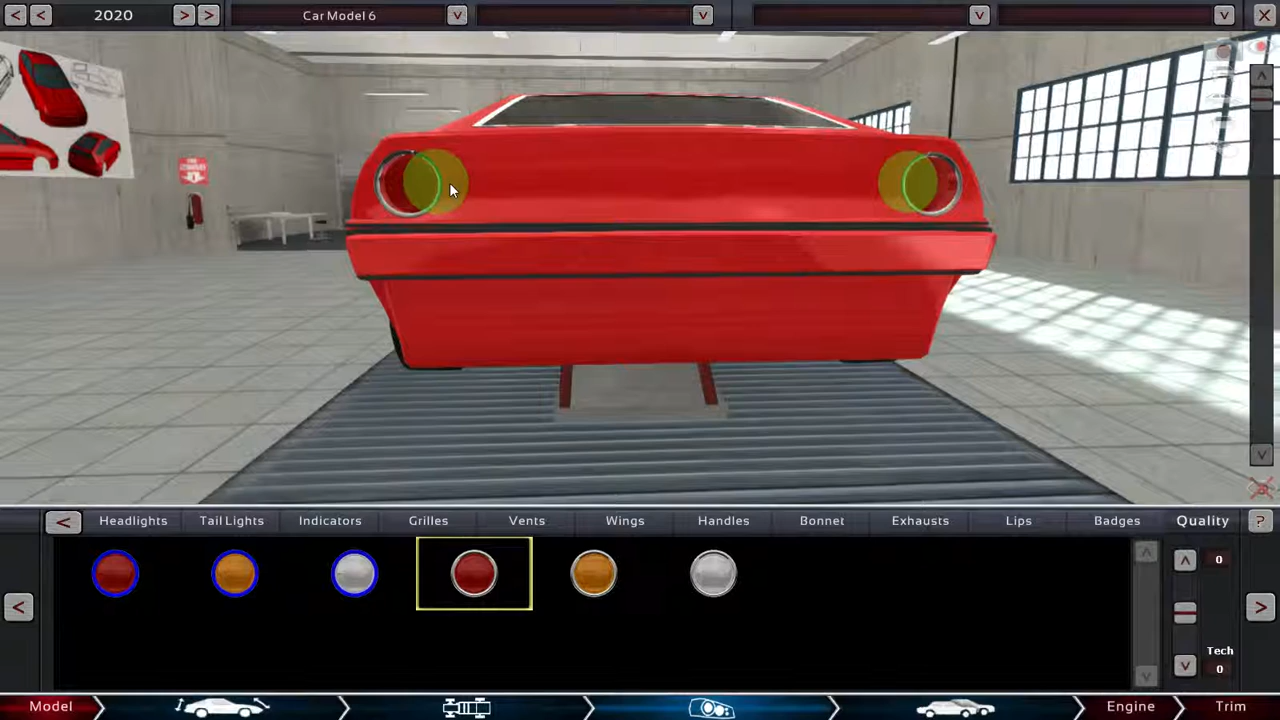 < < 2020 > > Car Model 6 v v v v X
Headlights Tail Lights Indicators Grilles Vents Wings Handles Bonnet Exhausts Lips Badges Quality ?
0
Tech
0
Model Engine Trim